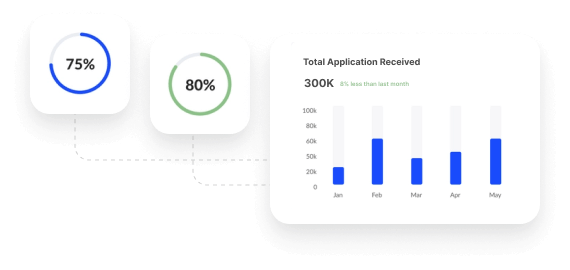 75%
80%
Total Application Received
300K 8% less than last month
100k
80k
60k
50k
20k
0
Jan Feb Mar Apr May